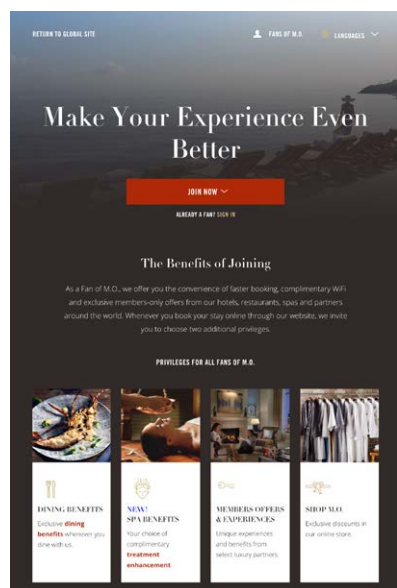 RETURN TO GLOBAL SITE
FANS OF M.O.
LANGUAGES
Make Your Experience Even
Better
JOIN NOW
ALREADY A FAN? SIGN IN
The Benefits of Joining
As a Fan of M.O., we offer you the convenience of faster booking, complimentary WiFi
and exclusive members-only offers from our hotels, restaurants, spas and partners
around the world. Whenever you book your stay online through our website, we invite
you to choose two additional privileges.
PRIVILEGES FOR ALL FANS OF M.O.
DINING BENEFITS
Exclusive dining
benefits wherever you
dine with us.
NEW!
SPA BENEFITS
Your choice of
complimentary
treatment
enhancement
MEMBERS OFFERS
& EXPERIENCES
Unique experiences
and benefits from
select luxury partners.
SHOP M.O.
Exclusive discounts in
our online store.